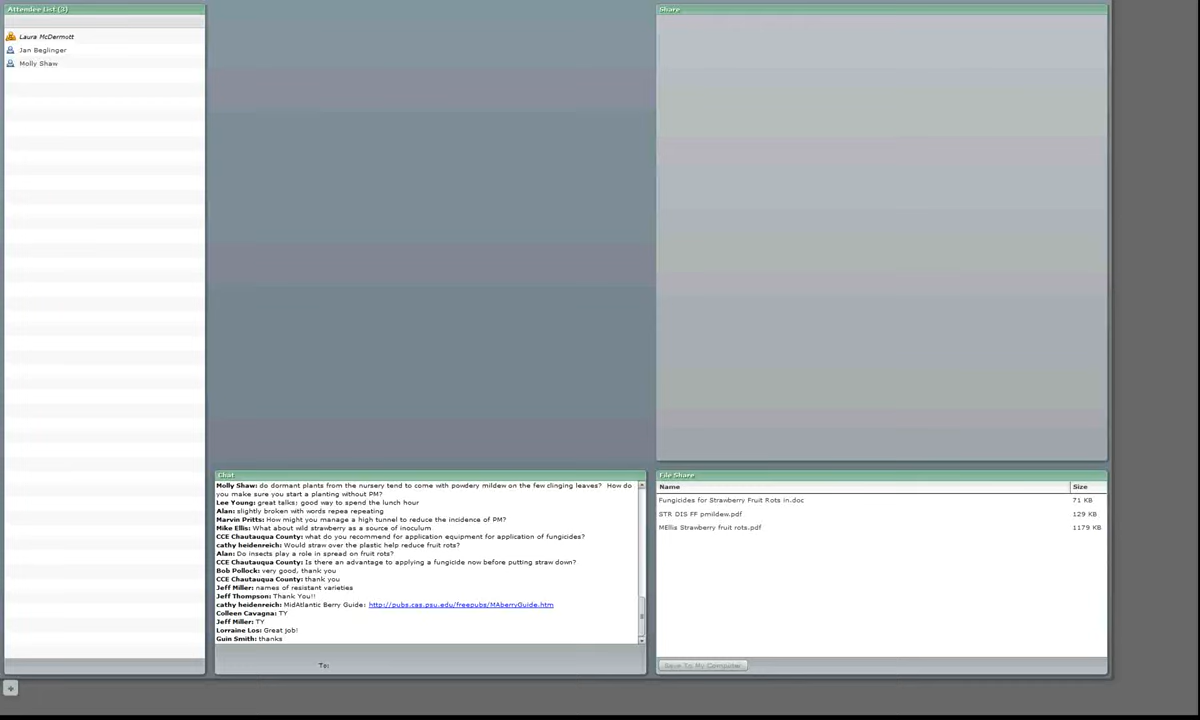 Attendee List (3)
Laura McDermott
Jan Beglinger
Molly Shaw
Share
Chat
Molly Shaw: do dormant plants from the nursery tend to come with powdery mildew on the few clinging leaves? How do
you make sure you start a planting without PM?
Lee Young: great talks: good way to spend the lunch hour
Alan: slightly broken with words repea repeating
Marvin Pritts: How might you manage a high tunnel to reduce the incidence of PM?
Mike Ellis: What about wild strawberry as a source of inoculum
CCE Chautauqua County: what do you recommend for application equipment for application of fungicides?
cathy heidenreich: Would straw over the plastic help reduce fruit rots?
Alan: Do insects play a role in spread on fruit rots?
CCE Chautauqua County: Is there an advantage to applying a fungicide now before putting straw down?
Bob Pollock: very good, thank you
CCE Chautauqua County: thank you
Jeff Miller: names of resistant varieties
Jeff Thompson: Thank You!!
cathy heidenreich: MidAtlantic Berry Guide: http://pubs.cas.psu.edu/freepubs/MAberryGuide.htm
Colleen Cavagna: TY
Jeff Miller: TY
Lorraine Los: Great job!
Guin Smith: thanks
To:
File Share
Name Size
Fungicides for Strawberry Fruit Rots in.doc 71 KB
STR DIS FF pmildew.pdf 129 KB
MEllis Strawberry fruit rots.pdf 1179 KB
Save To My Computer